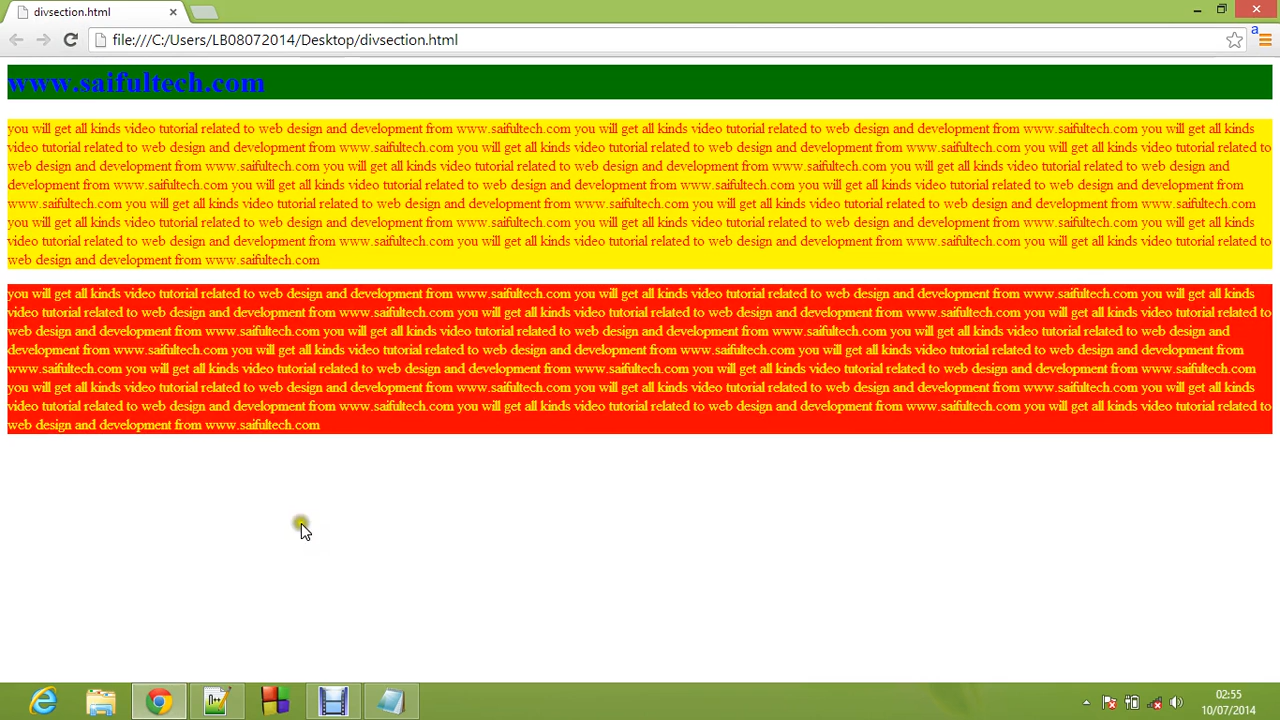 divsection.html
file:///C:/Users/LB08072014/Desktop/divsection.html
a
www.saifultech.com
you will get all kinds video tutorial related to web design and development from www.saifultech.com you will get all kinds video tutorial related to web design and development from www.saifultech.com you will get all kinds
video tutorial related to web design and development from www.saifultech.com you will get all kinds video tutorial related to web design and development from www.saifultech.com you will get all kinds video tutorial related to
web design and development from www.saifultech.com you will get all kinds video tutorial related to web design and development from www.saifultech.com you will get all kinds video tutorial related to web design and
development from www.saifultech.com you will get all kinds video tutorial related to web design and development from www.saifultech.com you will get all kinds video tutorial related to web design and development from
www.saifultech.com you will get all kinds video tutorial related to web design and development from www.saifultech.com you will get all kinds video tutorial related to web design and development from www.saifultech.com
you will get all kinds video tutorial related to web design and development from www.saifultech.com you will get all kinds video tutorial related to web design and development from www.saifultech.com you will get all kinds
video tutorial related to web design and development from www.saifultech.com you will get all kinds video tutorial related to web design and development from www.saifultech.com you will get all kinds video tutorial related to
web design and development from www.saifultech.com
you will get all kinds video tutorial related to web design and development from www.saifultech.com you will get all kinds video tutorial related to web design and development from www.saifultech.com you will get all kinds
video tutorial related to web design and development from www.saifultech.com you will get all kinds video tutorial related to web design and development from www.saifultech.com you will get all kinds video tutorial related to
web design and development from www.saifultech.com you will get all kinds video tutorial related to web design and development from www.saifultech.com you will get all kinds video tutorial related to web design and
development from www.saifultech.com you will get all kinds video tutorial related to web design and development from www.saifultech.com you will get all kinds video tutorial related to web design and development from
www.saifultech.com you will get all kinds video tutorial related to web design and development from www.saifultech.com you will get all kinds video tutorial related to web design and development from www.saifultech.com
you will get all kinds video tutorial related to web design and development from www.saifultech.com you will get all kinds video tutorial related to web design and development from www.saifultech.com you will get all kinds
video tutorial related to web design and development from www.saifultech.com you will get all kinds video tutorial related to web design and development from www.saifultech.com you will get all kinds video tutorial related to
web design and development from www.saifultech.com
02:55
10/07/2014